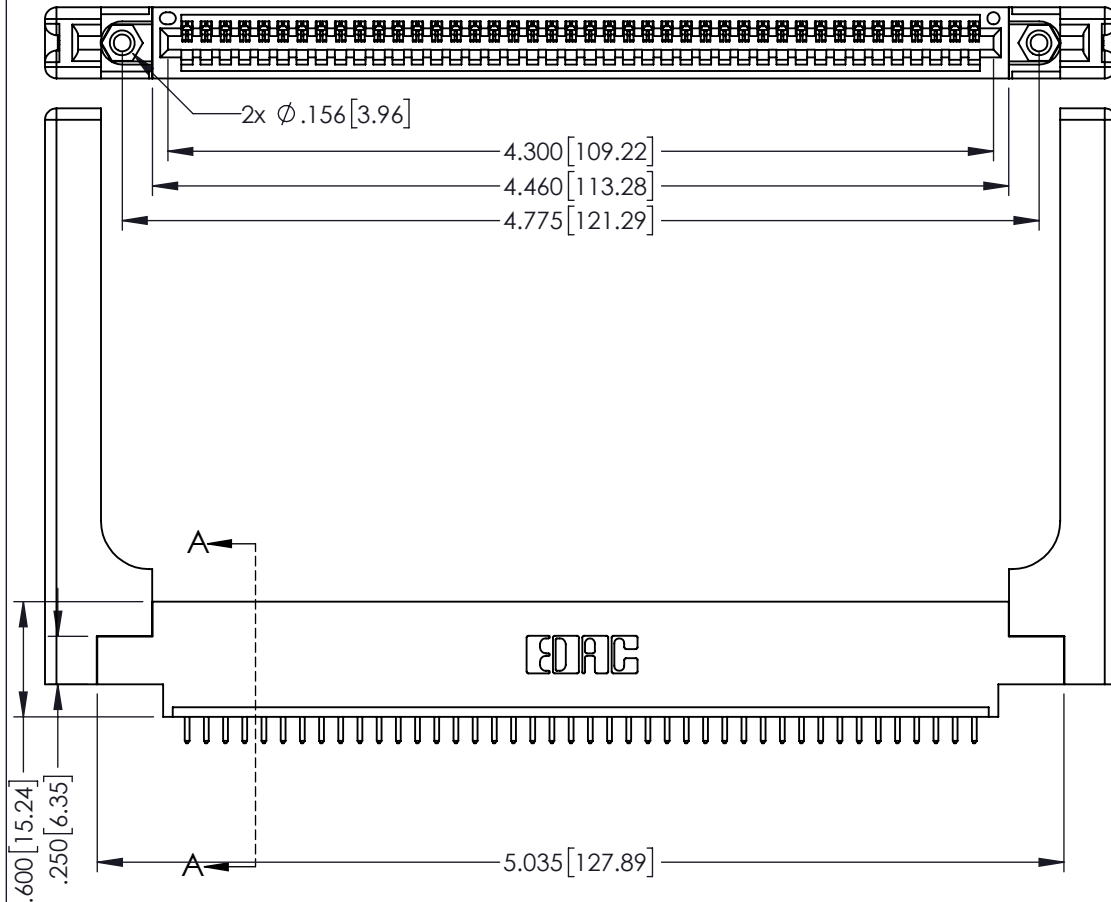 2x Ø.156[3.96]
4.300[109.22]
4.460[113.28]
4.775[121.29]
A
EDAC
.600[15.24]
.250[6.35]
A
5.035[127.89]